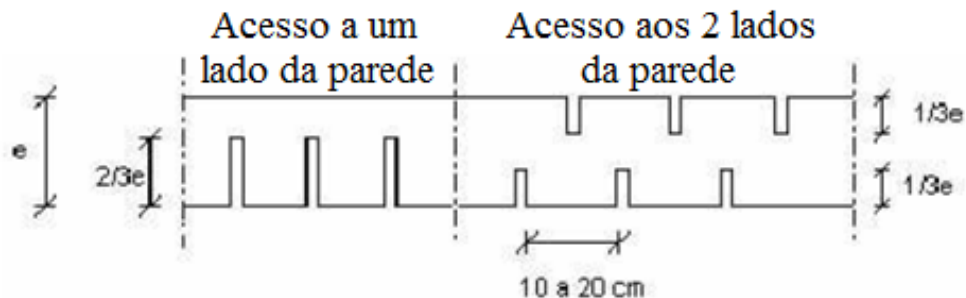 Acesso a um
lado da parede
Acesso aos 2 lados
da parede
e
2/3e
1/3e
1/3e
10 a 20 cm